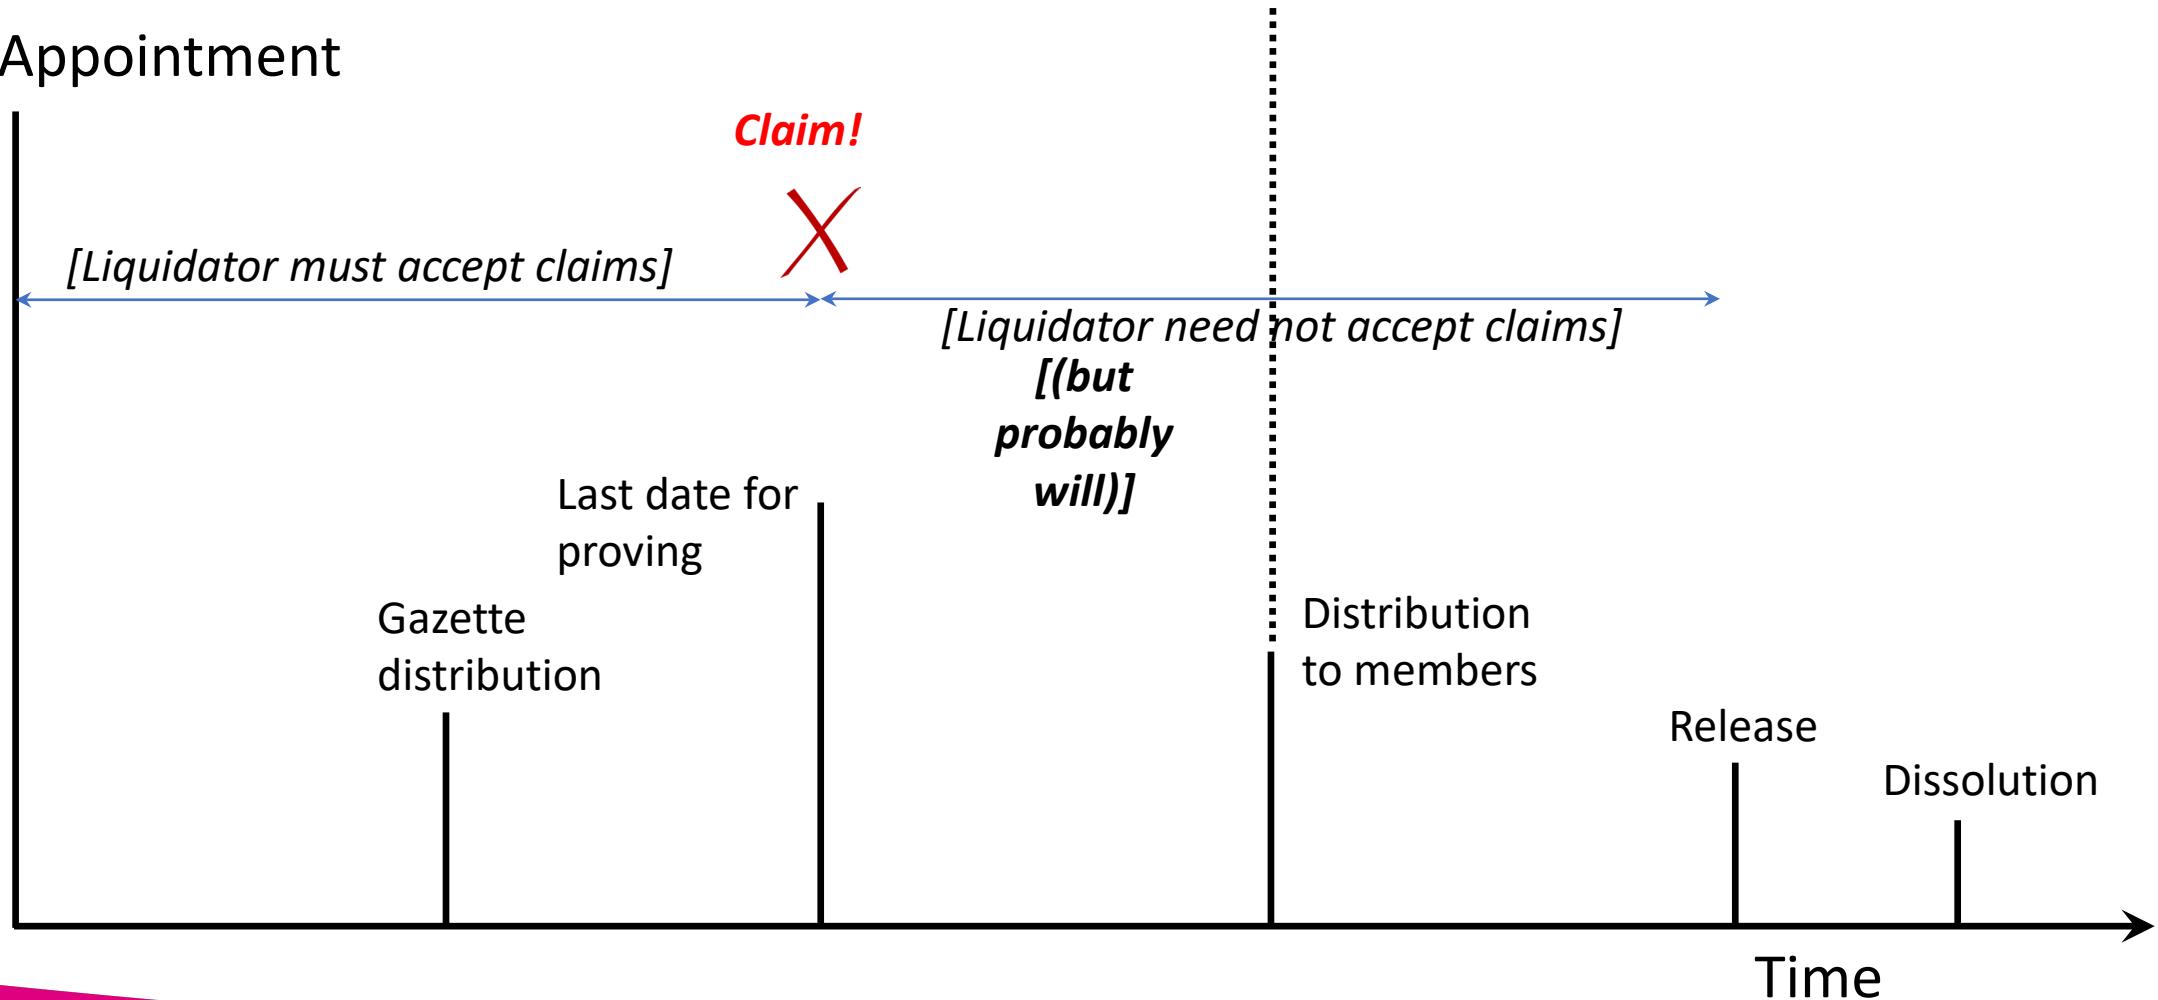 Appointment
Claim!
[Liquidator must accept claims]
[Liquidator need not accept claims]
[(but
probably
will)]
Last date for
proving
Gazette
distribution
Distribution
to members
Release
Dissolution
Time